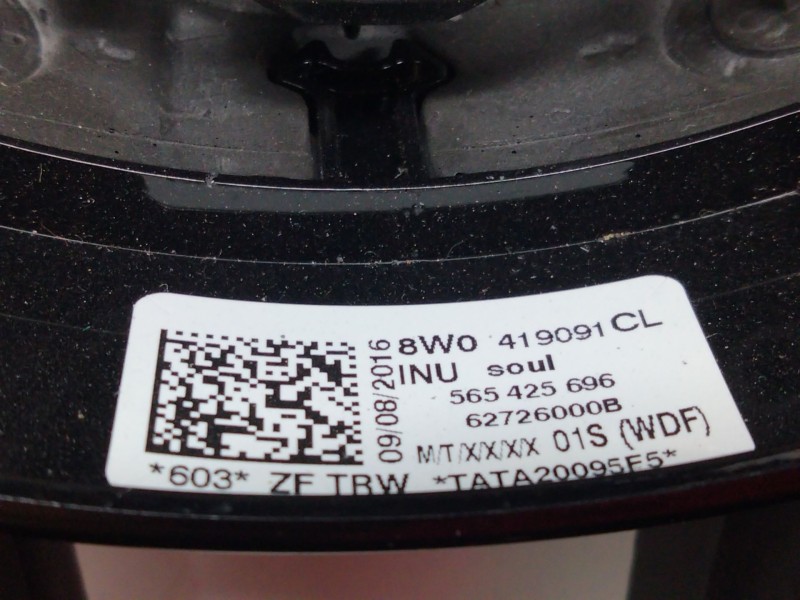 09/08/2016
8W0 419091 CL
INU soul
565 425 696
62726000B
M/T/X/X/X/X 01S (WDF)
*603* ZF TRW *TATA20095E5*